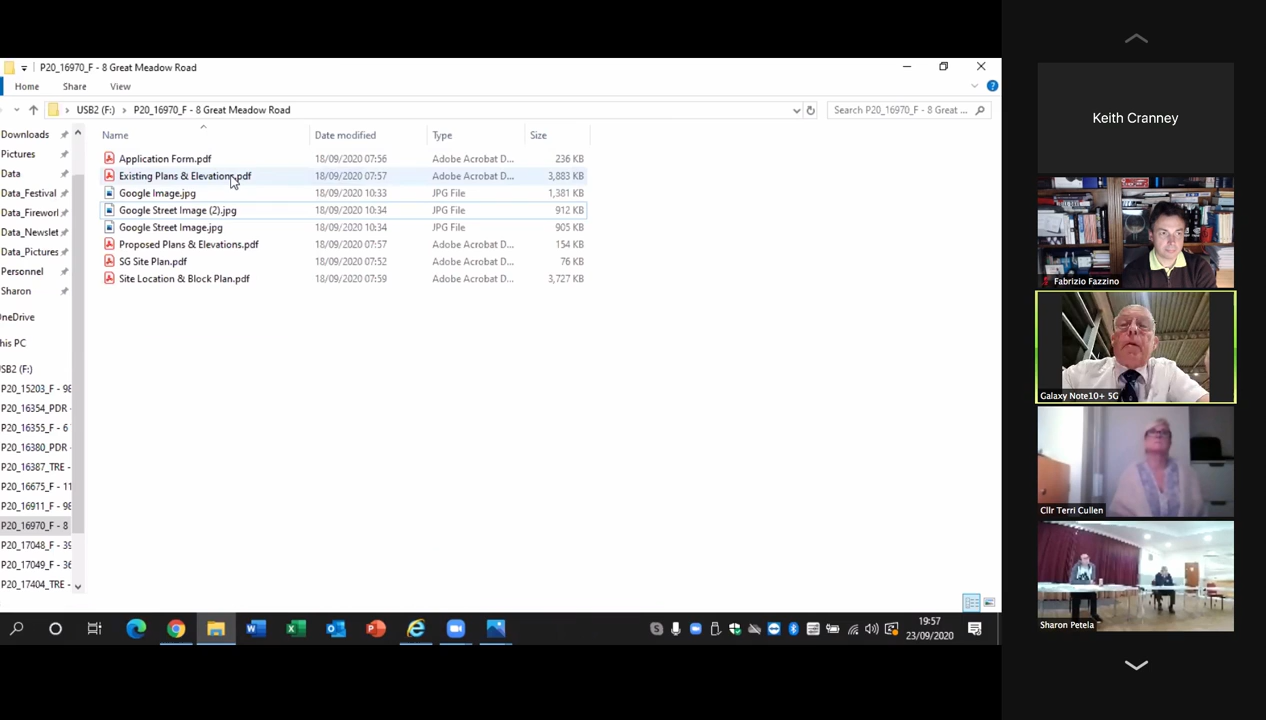 P20_16970_F - 8 Great Meadow Road
Home Share View
USB2 (F:) P20_16970_F - 8 Great Meadow Road
Search P20_16970_F - 8 Great ...
Name Date modified Type Size
Application Form.pdf 18/09/2020 07:56 Adobe Acrobat D... 236 KB
Existing Plans & Elevations.pdf 18/09/2020 07:57 Adobe Acrobat D... 3,883 KB
Google Image.jpg 18/09/2020 10:33 JPG File 1,381 KB
Google Street Image (2).jpg 18/09/2020 10:34 JPG File 912 KB
Google Street Image.jpg 18/09/2020 10:34 JPG File 905 KB
Proposed Plans & Elevations.pdf 18/09/2020 07:57 Adobe Acrobat D... 154 KB
SG Site Plan.pdf 18/09/2020 07:52 Adobe Acrobat D... 76 KB
Site Location & Block Plan.pdf 18/09/2020 07:59 Adobe Acrobat D... 3,727 KB
Downloads
Pictures
Data
Data_Festival
Data_Firewor
Data_Newslet
Data_Pictures
Personnel
Sharon
neDrive
his PC
SB2 (F:)
P20_15203_F - 98
P20_16354_PDR
P20_16355_F - 6
P20_16380_PDR
P20_16387_TRE -
P20_16675_F - 11
P20_16911_F - 98
P20_16970_F - 8
P20_17048_F - 39
P20_17049_F - 36
P20_17404_TRE -
19:57
23/09/2020
Keith Cranney
Fabrizio Fazzino
Galaxy Note10+ 5G
Cllr Terri Cullen
Sharon Petela